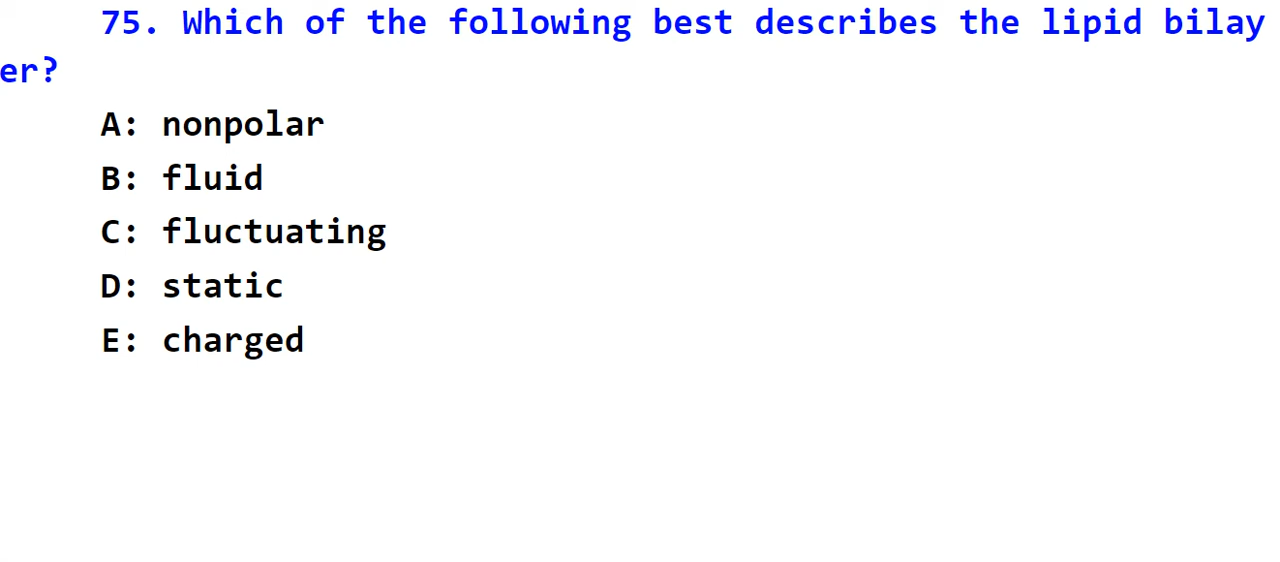 75. Which of the following best describes the lipid bilay
er?
A: nonpolar
B: fluid
C: fluctuating
D: static
E: charged